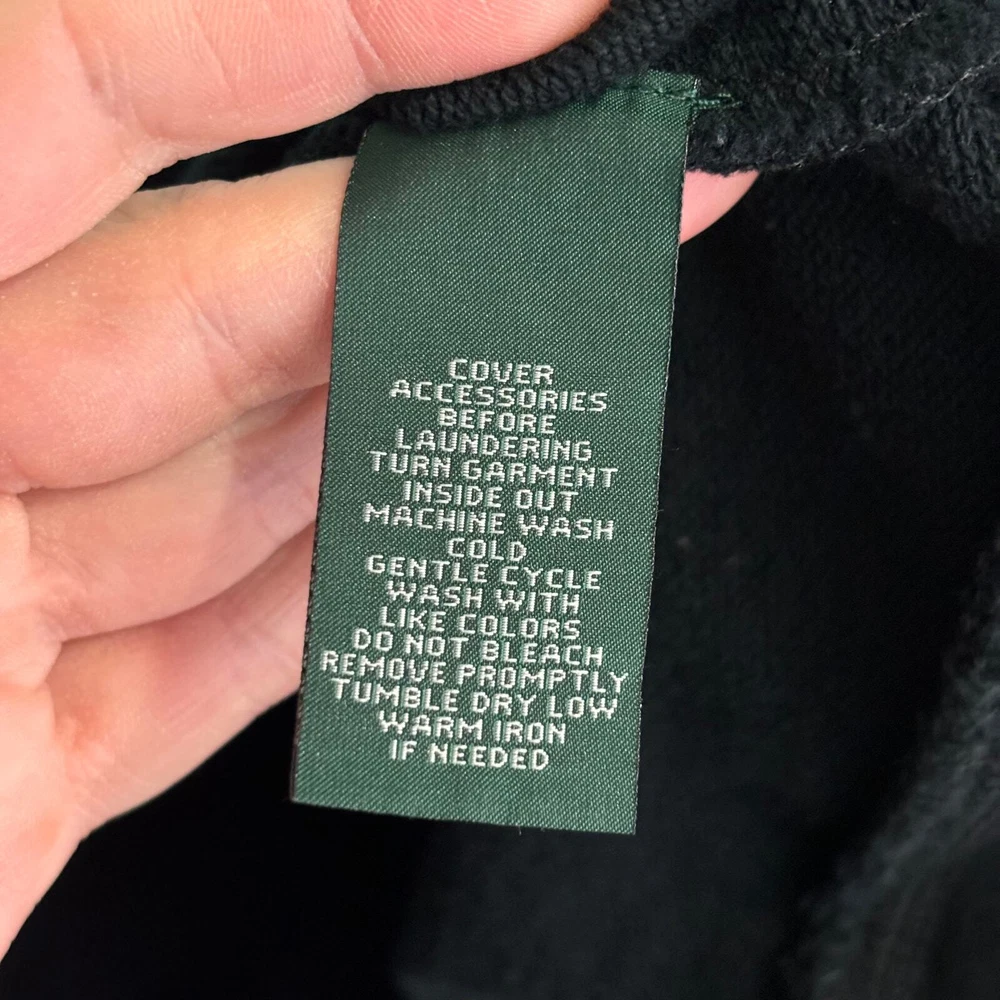 COVER
ACCESSORIES
BEFORE
LAUNDERING
TURN GARMENT
INSIDE OUT
MACHINE WASH
COLD
GENTLE CYCLE
WASH WITH
LIKE COLORS
DO NOT BLEACH
REMOVE PROMPTLY
TUMBLE DRY LOW
WARM IRON
IF NEEDED